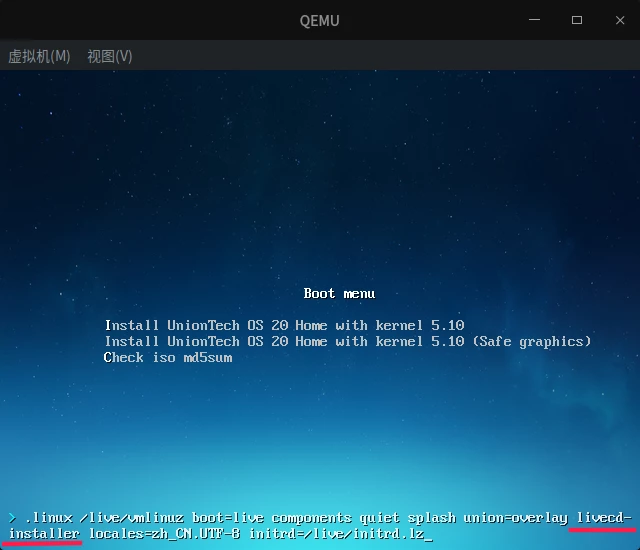 QEMU
虚拟机(M) 视图(V)
Boot menu
Install UnionTech OS 20 Home with kernel 5.10
Install UnionTech OS 20 Home with kernel 5.10 (Safe graphics)
Check iso md5sum
> .linux /live/vmlinuz boot=live components quiet splash union=overlay livecd-
installer locales=zh_CN.UTF-8 initrd=/live/initrd.lz_